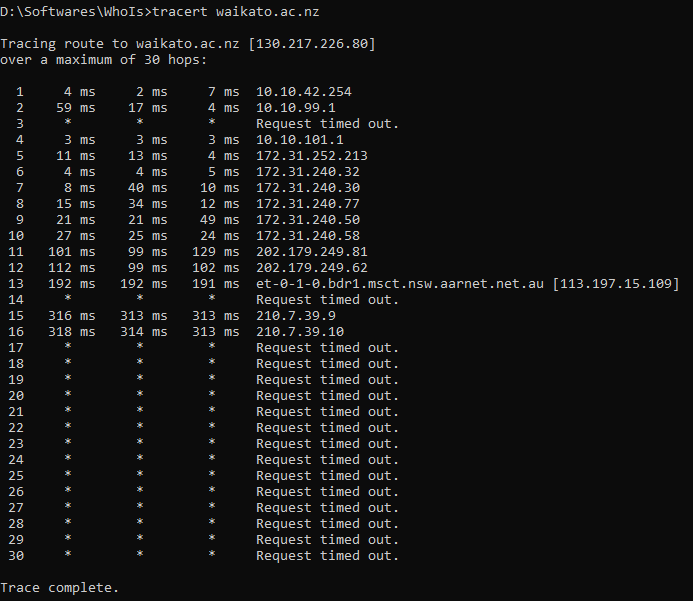 D:\Softwares\WhoIs>tracert waikato.ac.nz
Tracing route to waikato.ac.nz [130.217.226.80]
over a maximum of 30 hops:
1 4 ms 2 ms 7 ms 10.10.42.254
2 59 ms 17 ms 4 ms 10.10.99.1
3 * * * Request timed out.
4 3 ms 3 ms 3 ms 10.10.101.1
5 11 ms 13 ms 4 ms 172.31.252.213
6 4 ms 4 ms 5 ms 172.31.240.32
7 8 ms 40 ms 10 ms 172.31.240.30
8 15 ms 34 ms 12 ms 172.31.240.77
9 21 ms 21 ms 49 ms 172.31.240.50
10 27 ms 25 ms 24 ms 172.31.240.58
11 101 ms 99 ms 129 ms 202.179.249.81
12 112 ms 99 ms 102 ms 202.179.249.62
13 192 ms 192 ms 191 ms et-0-1-0.bdr1.msct.nsw.aarnet.net.au [113.197.15.109]
14 * * * Request timed out.
15 316 ms 313 ms 313 ms 210.7.39.9
16 318 ms 314 ms 313 ms 210.7.39.10
17 * * * Request timed out.
18 * * * Request timed out.
19 * * * Request timed out.
20 * * * Request timed out.
21 * * * Request timed out.
22 * * * Request timed out.
23 * * * Request timed out.
24 * * * Request timed out.
25 * * * Request timed out.
26 * * * Request timed out.
27 * * * Request timed out.
28 * * * Request timed out.
29 * * * Request timed out.
30 * * * Request timed out.
Trace complete.